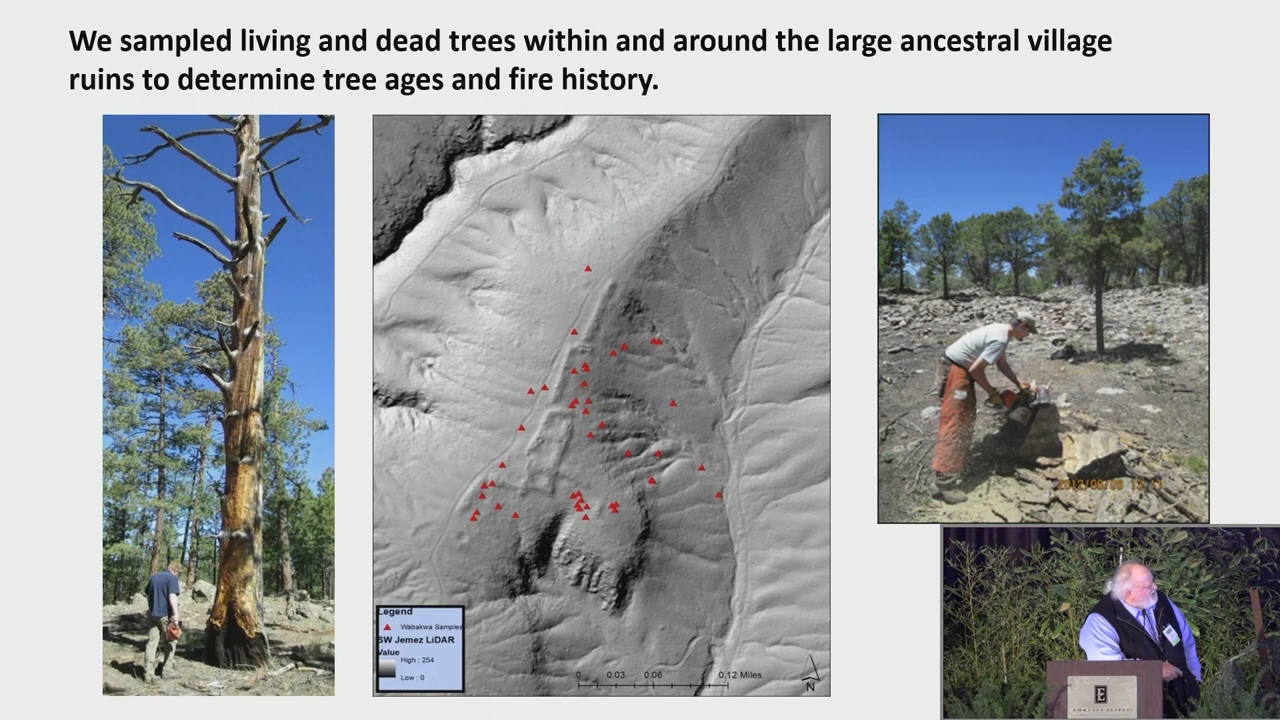 We sampled living and dead trees within and around the large ancestral village
ruins to determine tree ages and fire history.
Legend
Wabakwa Samples
SW Jemez LiDAR
Value
High : 254
Low : 0
0 0.03 0.06 0.12 Miles
N
E